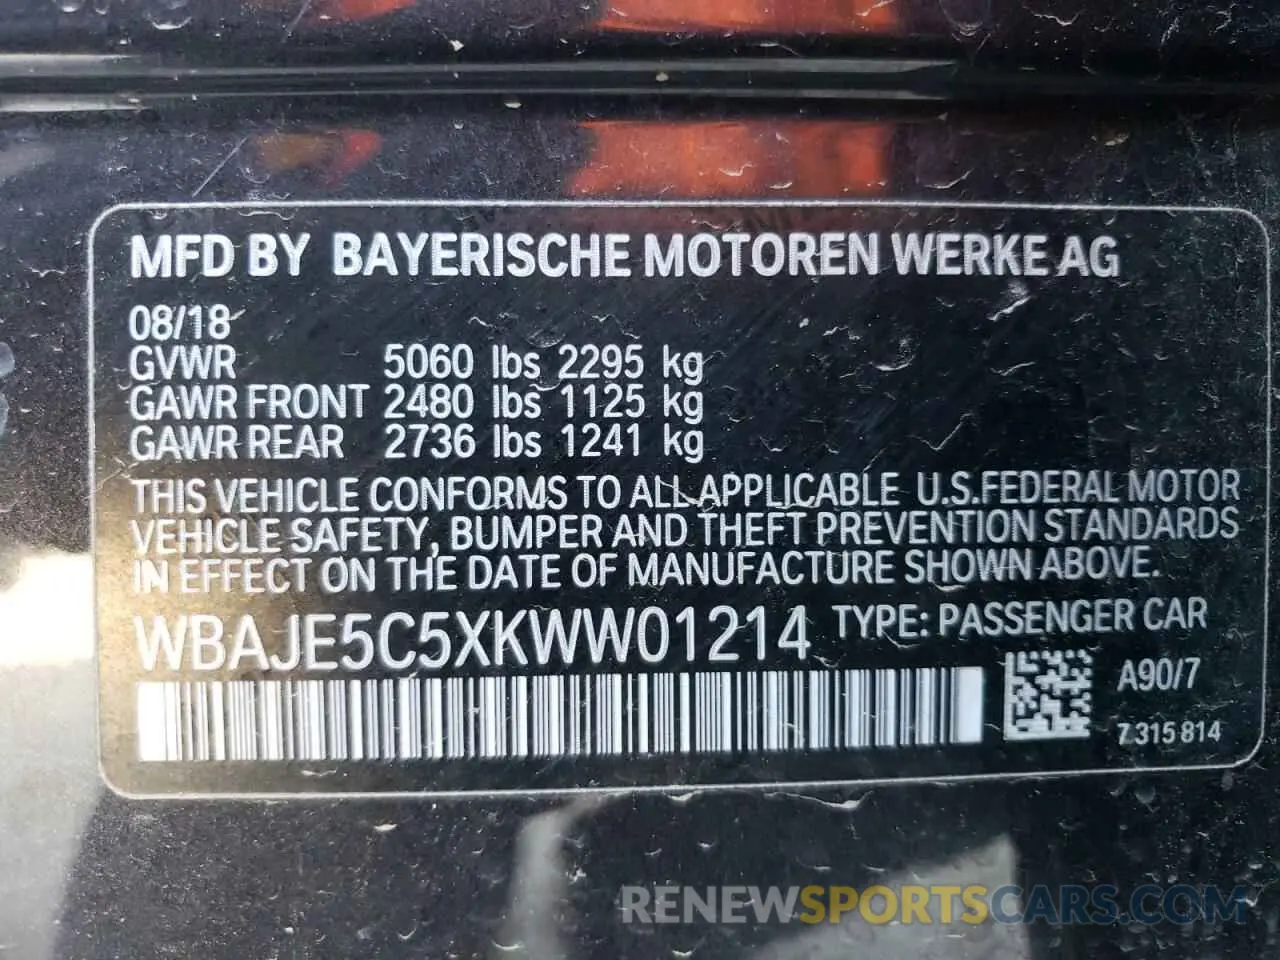 MFD BY BAYERISCHE MOTOREN WERKE AG
08/18
GVWR 5060 lbs 2295 kg
GAWR FRONT 2480 lbs 1125 kg
GAWR REAR 2736 lbs 1241 kg
THIS VEHICLE CONFORMS TO ALL APPLICABLE U.S.FEDERAL MOTOR
VEHICLE SAFETY, BUMPER AND THEFT PREVENTION STANDARDS
IN EFFECT ON THE DATE OF MANUFACTURE SHOWN ABOVE.
WBAJE5C5XKWW01214 TYPE: PASSENGER CAR
A90/7
7 315 814
RENEWSPORTSCARS.COM